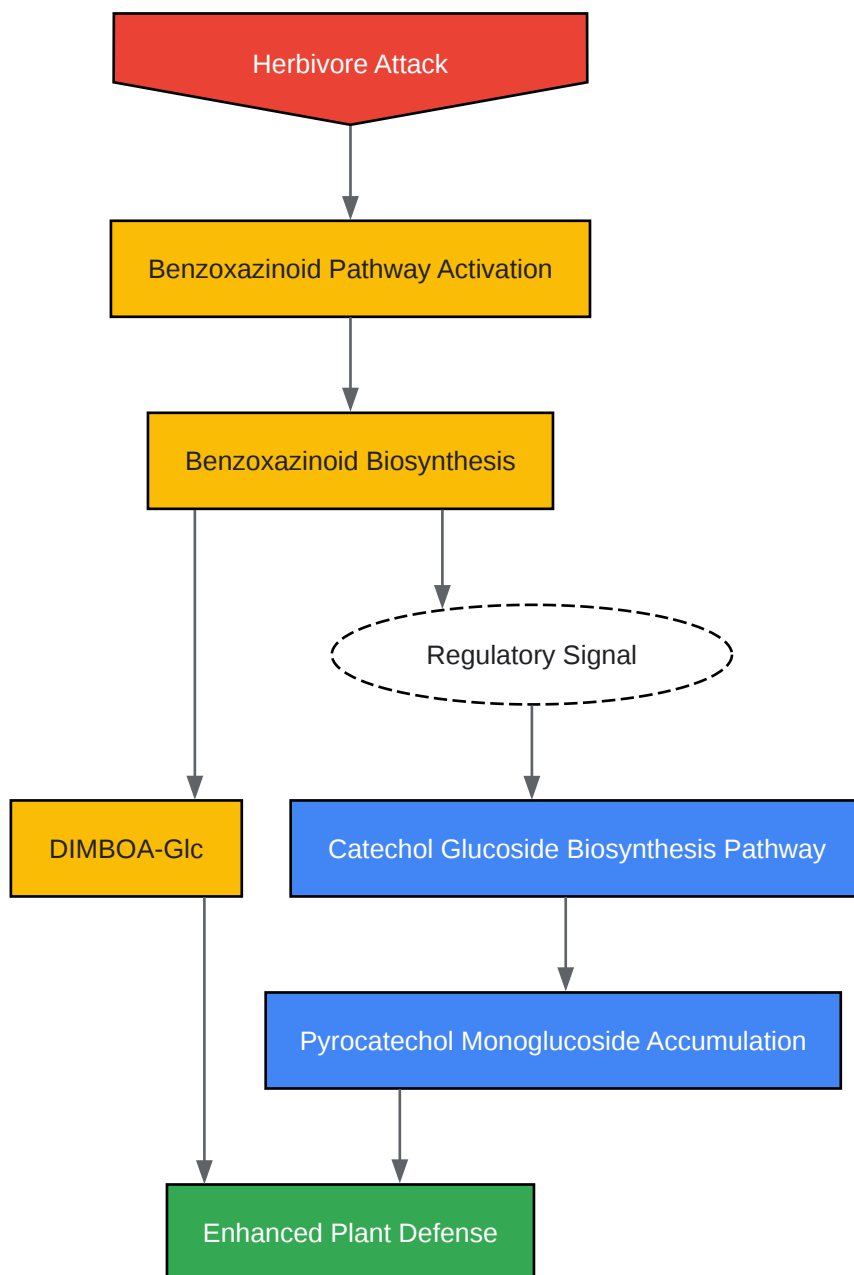 Herbivore Attack
Benzoxazinoid Pathway Activation
Benzoxazinoid Biosynthesis
Regulatory Signal
DIMBOA-Glc
Catechol Glucoside Biosynthesis Pathway
Pyrocatechol Monoglucoside Accumulation
Enhanced Plant Defense